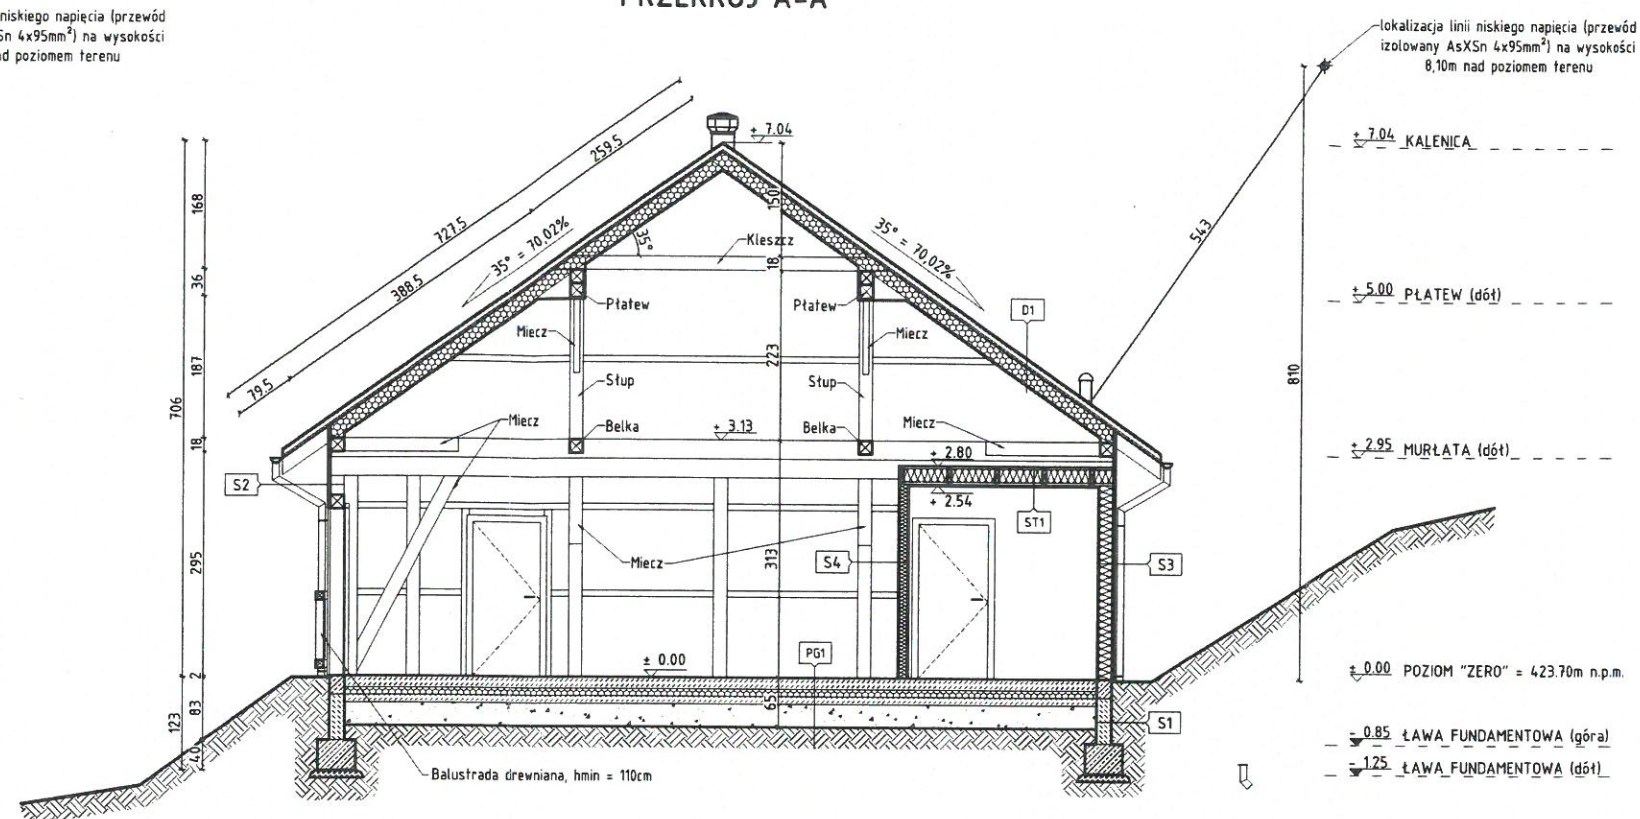 PRZEKRÓJ A-A
niskiego napięcia (przewód
Sn 4x95mm²) na wysokości
ad poziomem terenu
lokalizacja linii niskiego napięcia (przewód
izolowany AsXSn 4x95mm²) na wysokości
8,10m nad poziomem terenu
+ 7.04
+ 7.04 KALENICA
259.5
727.5
388.5
79.5
35° = 70,02%
35°
35° = 70,02%
543
168
36
187
18
706
295
2
83
123
40
150
18
223
313
65
810
Kleszcz
Płatew
Płatew
Miecz
Miecz
D1
+ 5.00 PŁATEW (dół)
Słup
Słup
Miecz
Belka
+ 3.13
Belka
Miecz
+ 2.80
+ 2.95 MURŁATA (dół)
S2
+ 2.54
ST1
Miecz
S4
S3
± 0.00
PG1
± 0.00 POZIOM "ZERO" = 423.70m n.p.m.
S1
- 0.85 ŁAWA FUNDAMENTOWA (góra)
- 1.25 ŁAWA FUNDAMENTOWA (dół)
Balustrada drewniana, hmin = 110cm